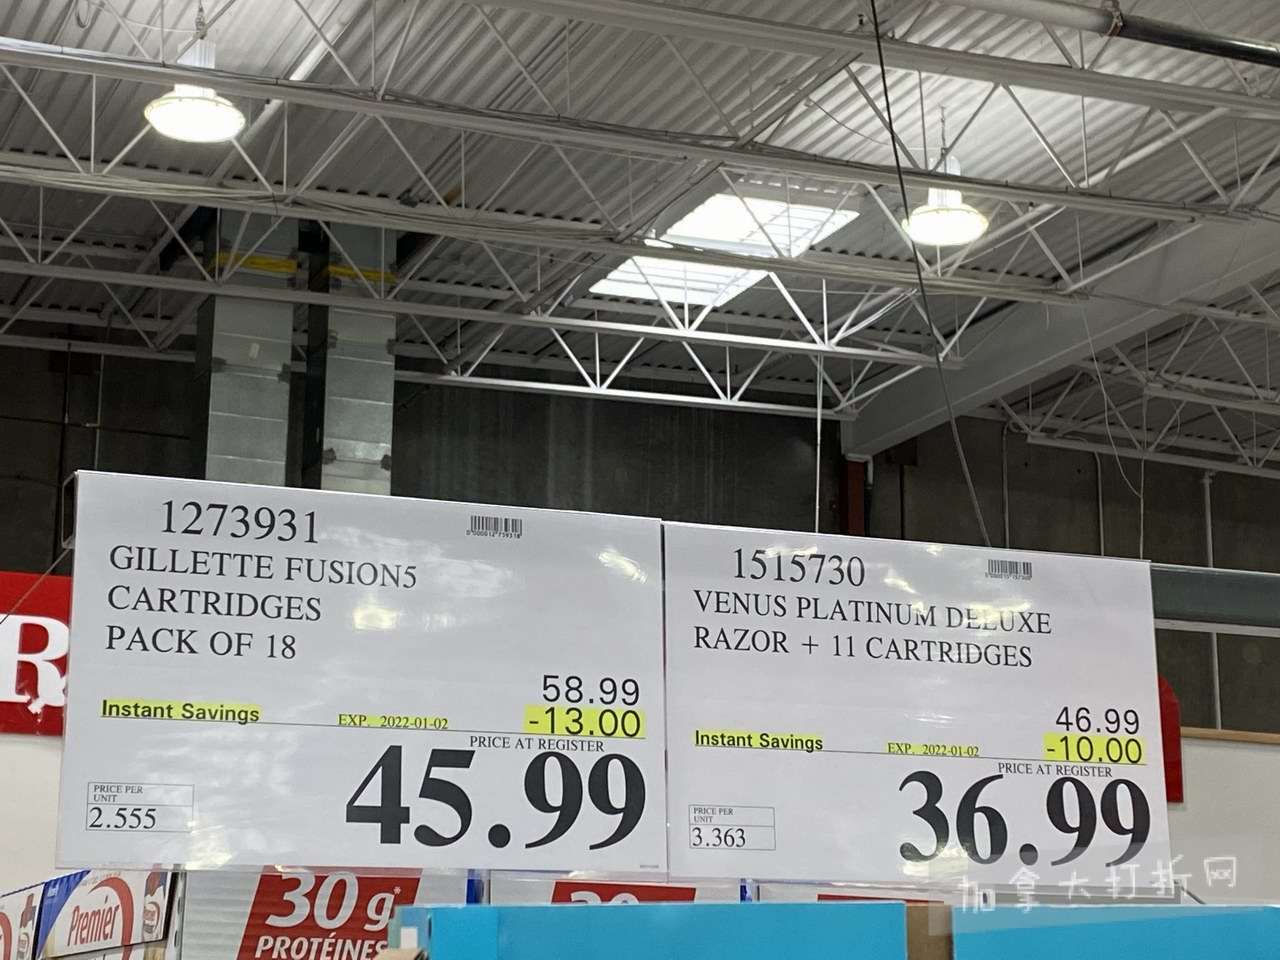 1273931
GILLETTE FUSION5
CARTRIDGES
PACK OF 18
58.99
Instant Savings EXP. 2022-01-02 -13.00
PRICE AT REGISTER
45.99
PRICE PER
UNIT
2.555
1515730
VENUS PLATINUM DELUXE
RAZOR + 11 CARTRIDGES
46.99
Instant Savings EXP. 2022-01-02 -10.00
PRICE AT REGISTER
36.99
PRICE PER
UNIT
3.363
R
Premier
30g*
PROTÉINES
加拿大打折网